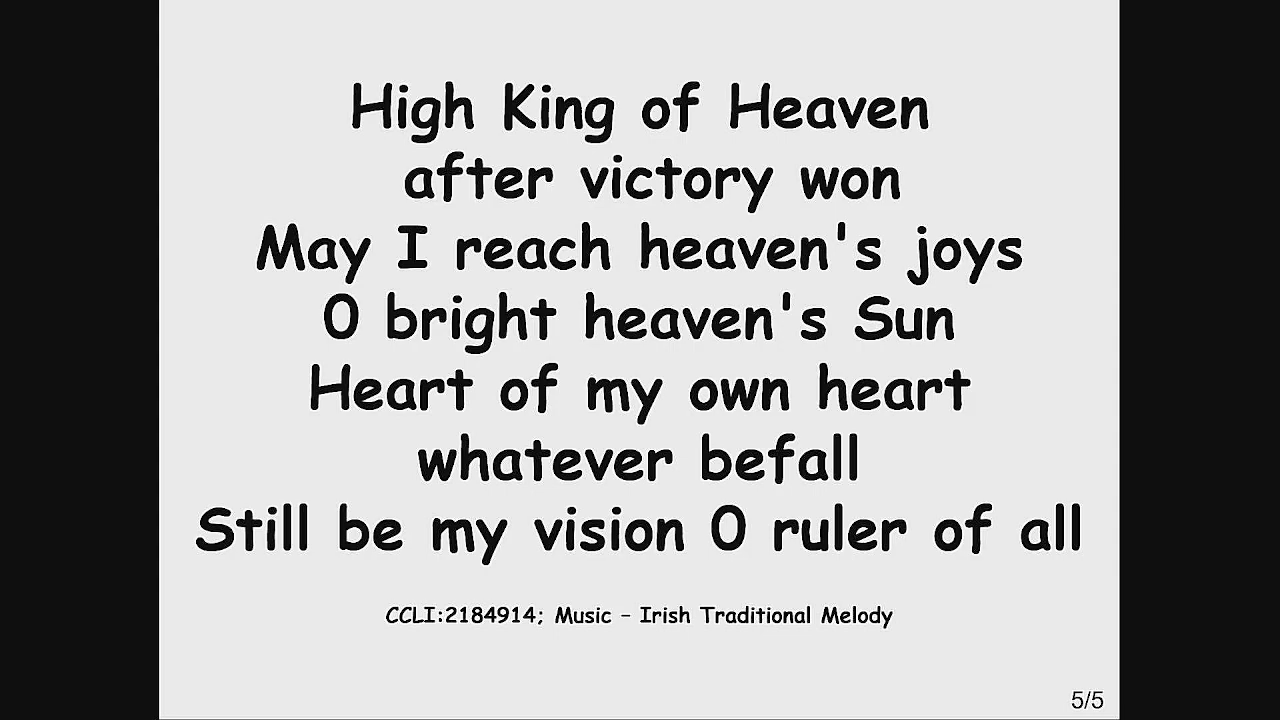 High King of Heaven
after victory won
May I reach heaven's joys
O bright heaven's Sun
Heart of my own heart
whatever befall
Still be my vision O ruler of all
CCLI:2184914; Music – Irish Traditional Melody
5/5